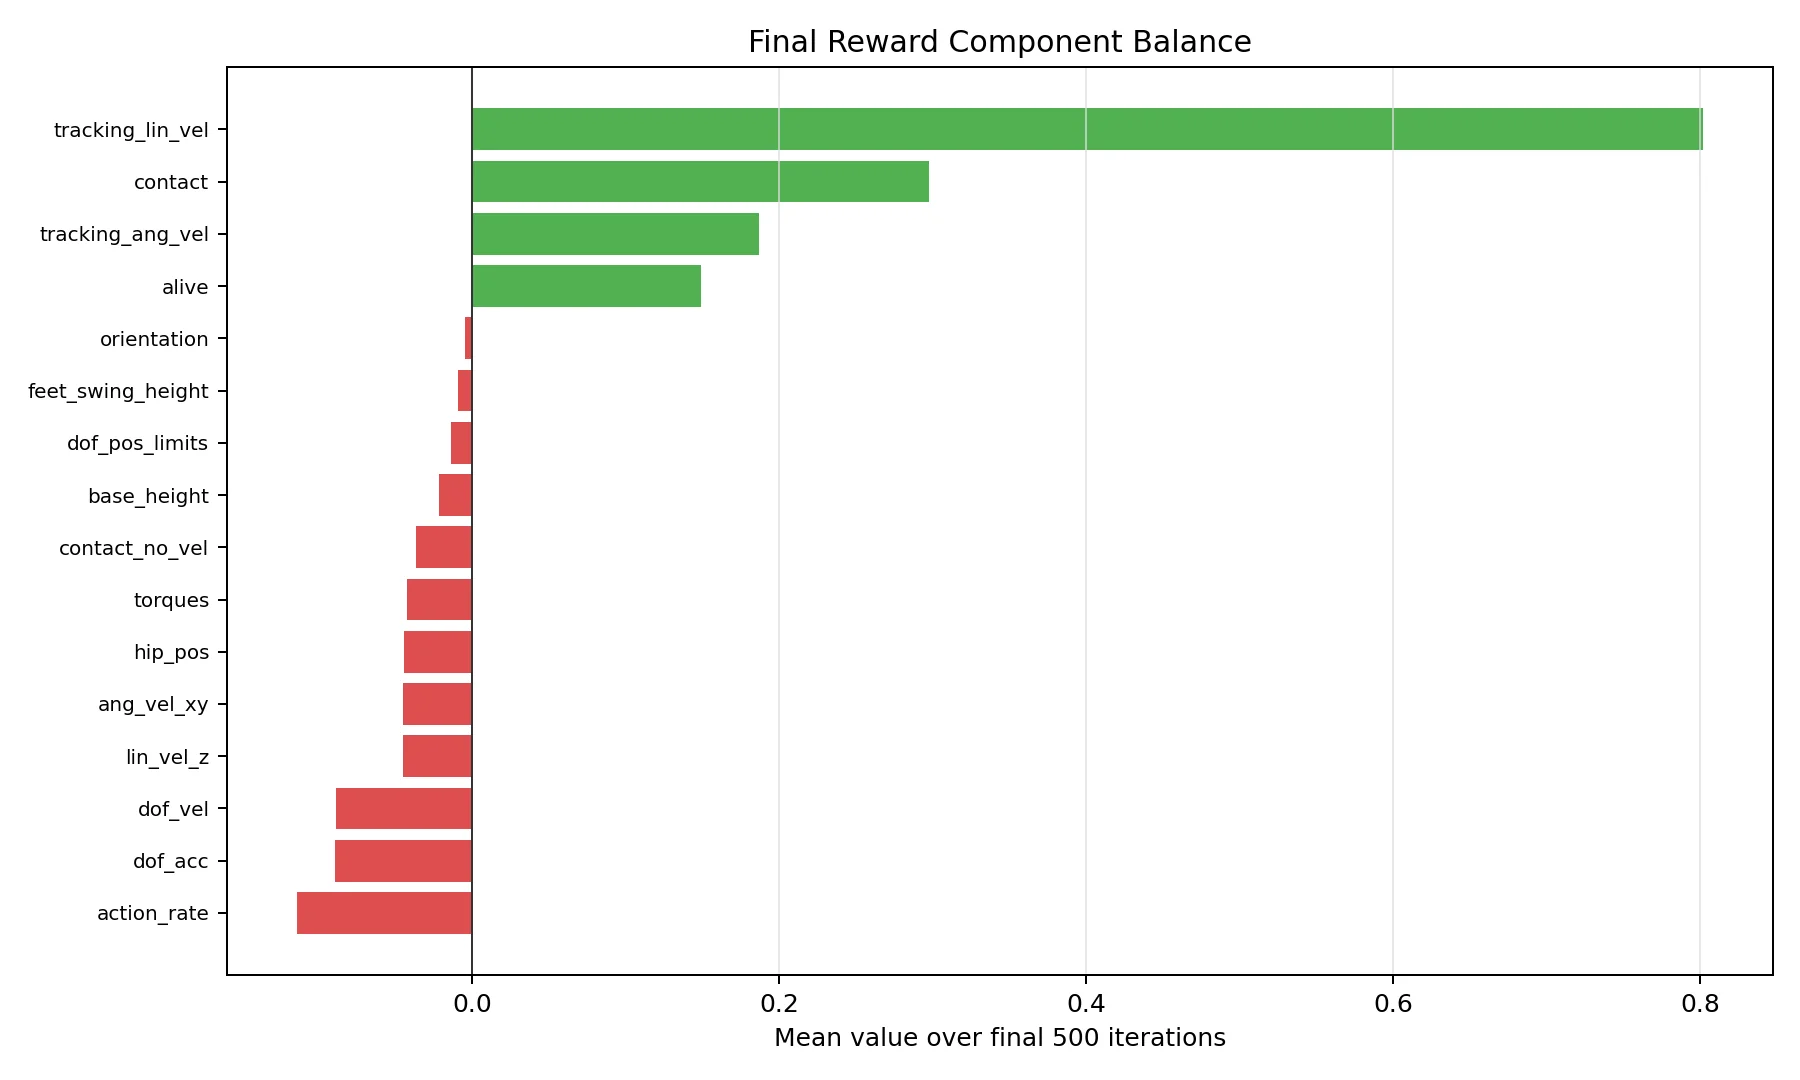 Final Reward Component Balance
tracking_lin_vel
contact
tracking_ang_vel
alive
orientation
feet_swing_height
dof_pos_limits
base_height
contact_no_vel
torques
hip_pos
ang_vel_xy
lin_vel_z
dof_vel
dof_acc
action_rate
0.0 0.2 0.4 0.6 0.8
Mean value over final 500 iterations